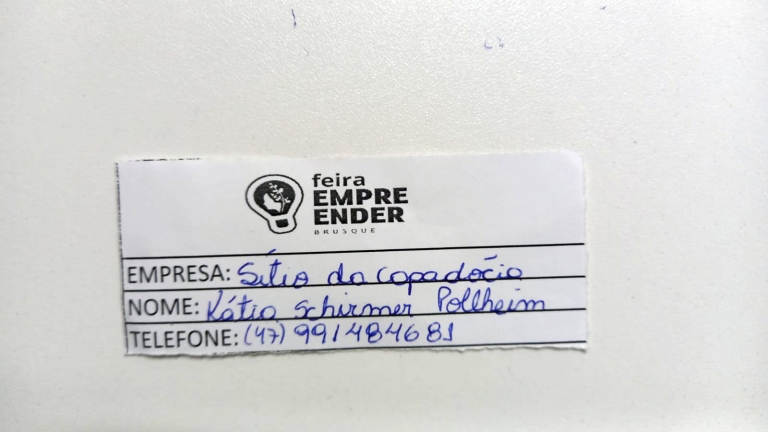 feira
EMPRE
ENDER
BRUSQUE
EMPRESA: Sítio da Capadócia
NOME: Kátia Schirmer Pollheim
TELEFONE: (47) 991484681